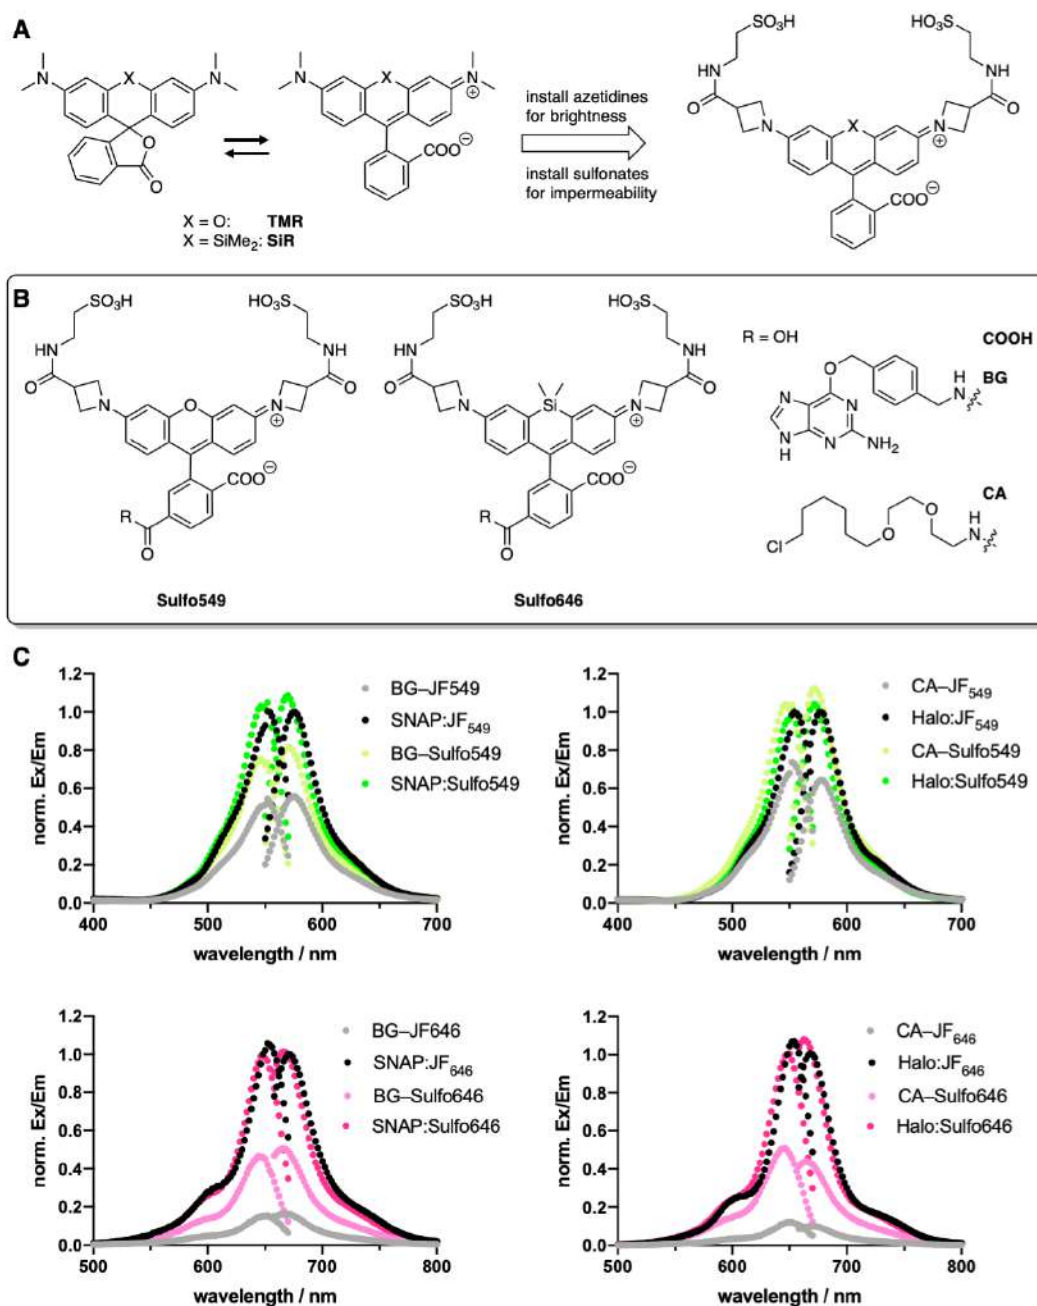 A
SO₃H
HO₃S
N
X
N
N
X
N
⊕
O
O
COO⊖
install azetidines
for brightness
install sulfonates
for impermeability
HN
NH
O
O
N
X
N
⊕
COO⊖
X = O: TMR
X = SiMe₂: SiR
B
SO₃H
HO₃S
HN
NH
O
O
N
O
N
⊕
COO⊖
R
O
Sulfo549
SO₃H
HO₃S
HN
NH
O
O
N
Si
N
⊕
COO⊖
R
O
Sulfo646
R = OH
COOH
BG
O
H
N
N
N
N
H
N
NH₂
CA
Cl
O
O
H
N
C
norm. Ex/Em
1.2
1.0
0.8
0.6
0.4
0.2
0.0
400
500
600
700
wavelength / nm
BG–JF549
SNAP:JF₅₄₉
BG–Sulfo549
SNAP:Sulfo549
norm. Ex/Em
1.2
1.0
0.8
0.6
0.4
0.2
0.0
400
500
600
700
wavelength / nm
CA–JF₅₄₉
Halo:JF₅₄₉
CA–Sulfo549
Halo:Sulfo549
norm. Ex/Em
1.2
1.0
0.8
0.6
0.4
0.2
0.0
500
600
700
800
wavelength / nm
BG–JF646
SNAP:JF₆₄₆
BG–Sulfo646
SNAP:Sulfo646
norm. Ex/Em
1.2
1.0
0.8
0.6
0.4
0.2
0.0
500
600
700
800
wavelength / nm
CA–JF₆₄₆
Halo:JF₆₄₆
CA–Sulfo646
Halo:Sulfo646